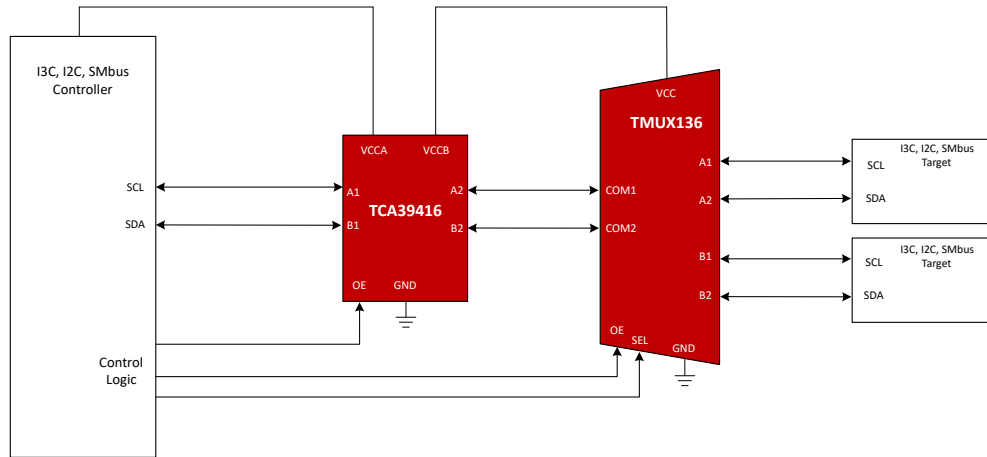 I3C, I2C, SMbus
Controller
SCL
SDA
Control
Logic
VCCA
VCCB
A1
A2
TCA39416
B1
B2
OE
GND
VCC
TMUX136
COM1
COM2
A1
A2
B1
B2
OE
SEL
GND
I3C, I2C, SMbus
Target
SCL
SDA
I3C, I2C, SMbus
Target
SCL
SDA